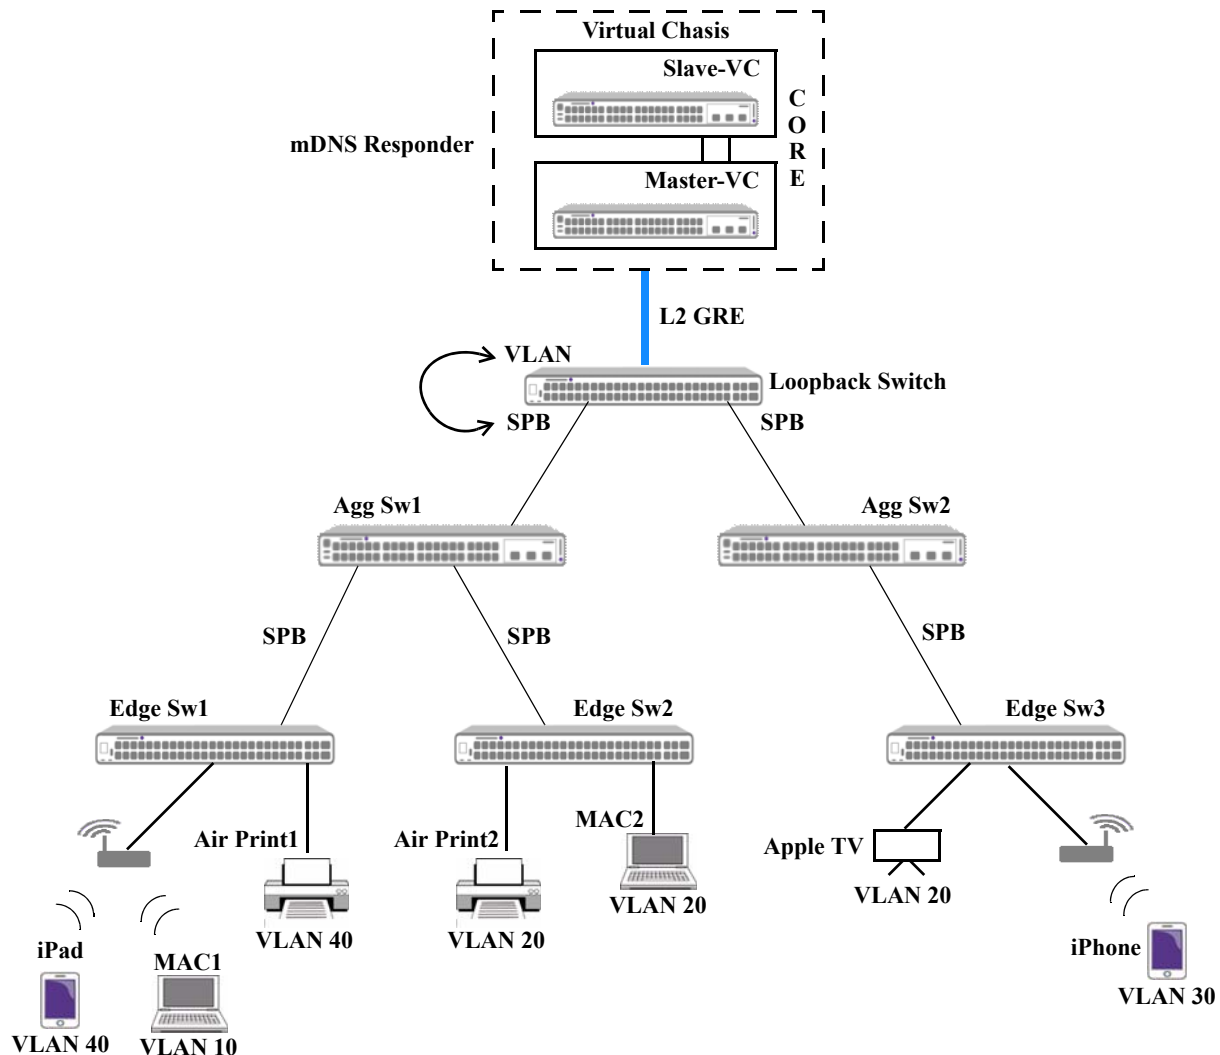 Virtual Chasis
Slave-VC
CORE
mDNS Responder
Master-VC
L2 GRE
VLAN
Loopback Switch
SPB
SPB
Agg Sw1
Agg Sw2
SPB
SPB
SPB
Edge Sw1
Edge Sw2
Edge Sw3
MAC2
Air Print1
Air Print2
Apple TV
VLAN 20
VLAN 20
VLAN 40
VLAN 20
iPad
MAC1
iPhone
VLAN 30
VLAN 40
VLAN 10